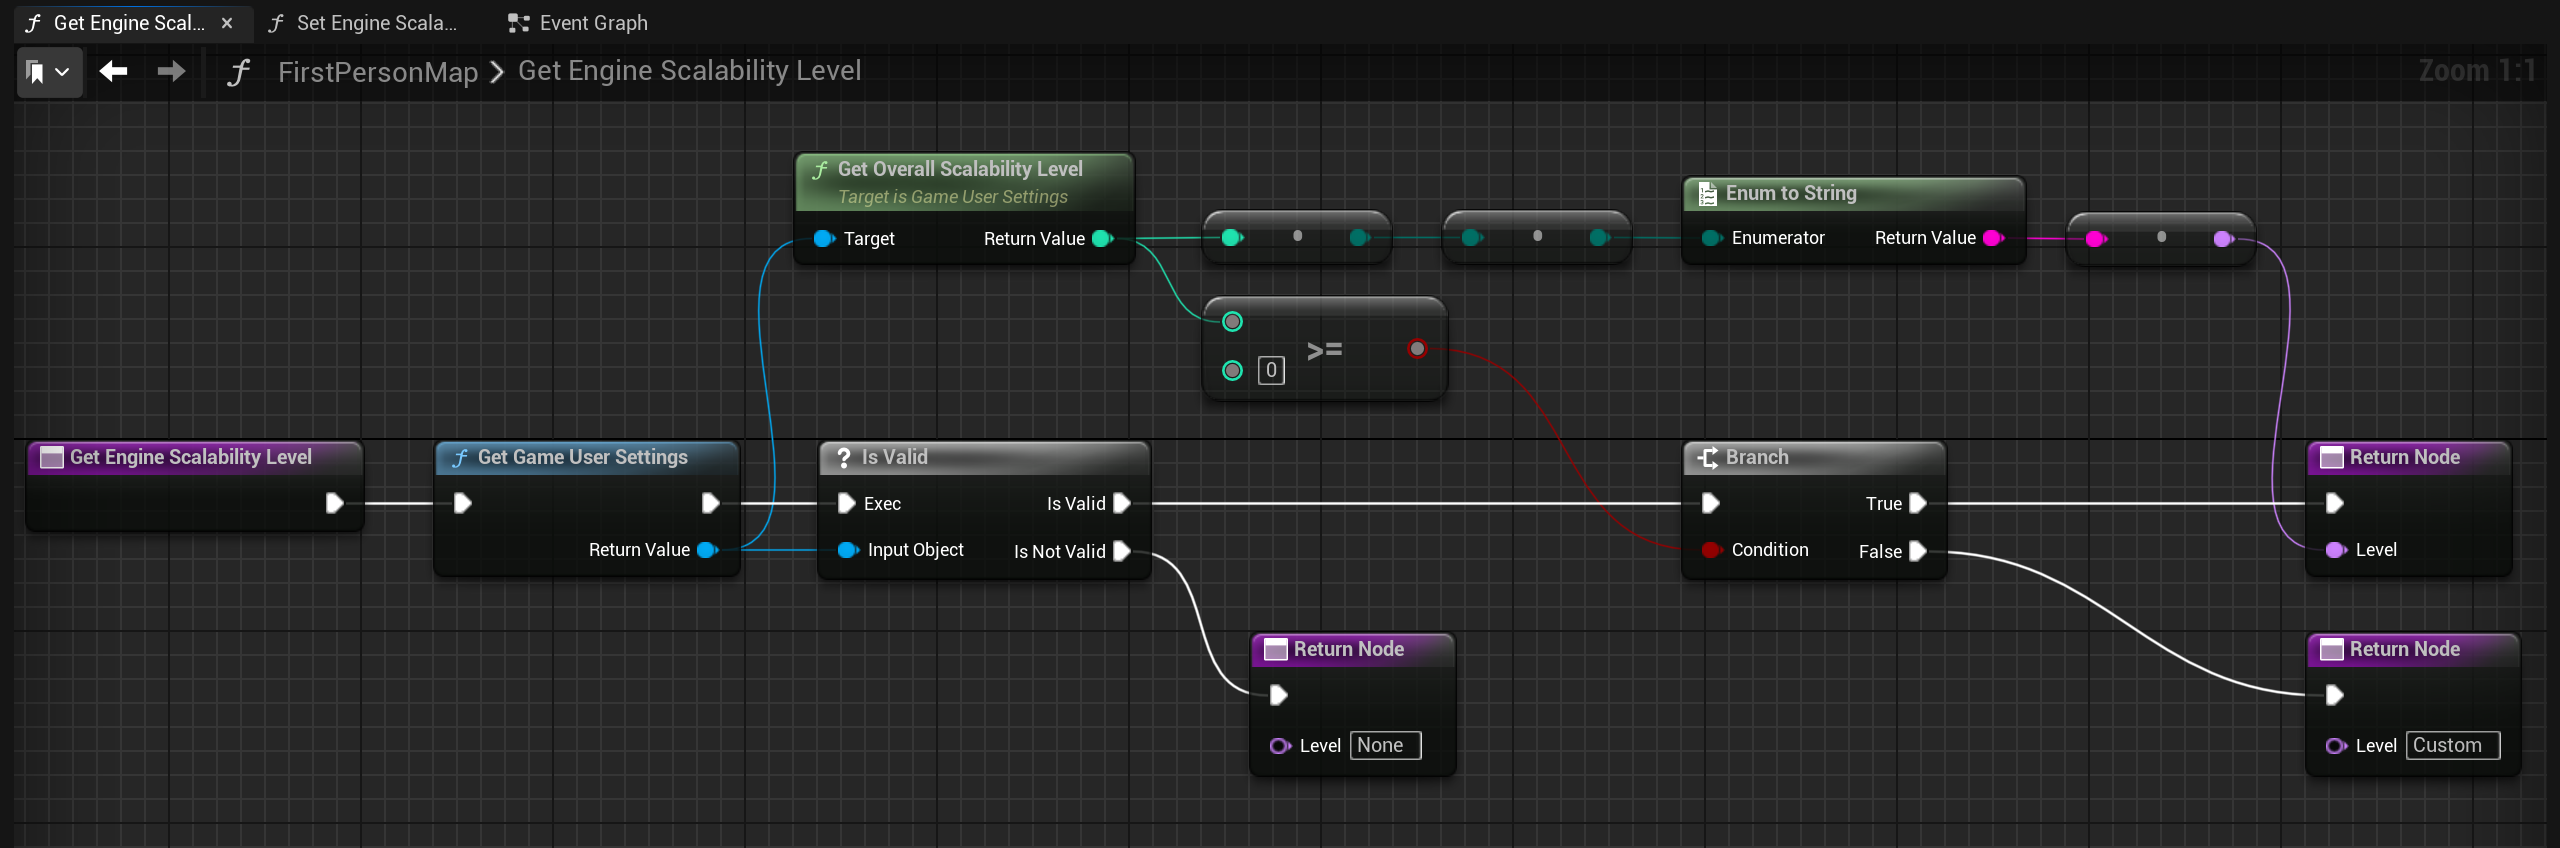 Get Engine Scal...
Set Engine Scala...
Event Graph
FirstPersonMap > Get Engine Scalability Level
Zoom 1:1
Get Overall Scalability Level
Target is Game User Settings
Target
Return Value
Enum to String
Enumerator
Return Value
0
>=
Get Engine Scalability Level
Get Game User Settings
Return Value
? Is Valid
Exec
Is Valid
Input Object
Is Not Valid
Branch
True
Condition
False
Return Node
Level
Return Node
Level None
Return Node
Level Custom